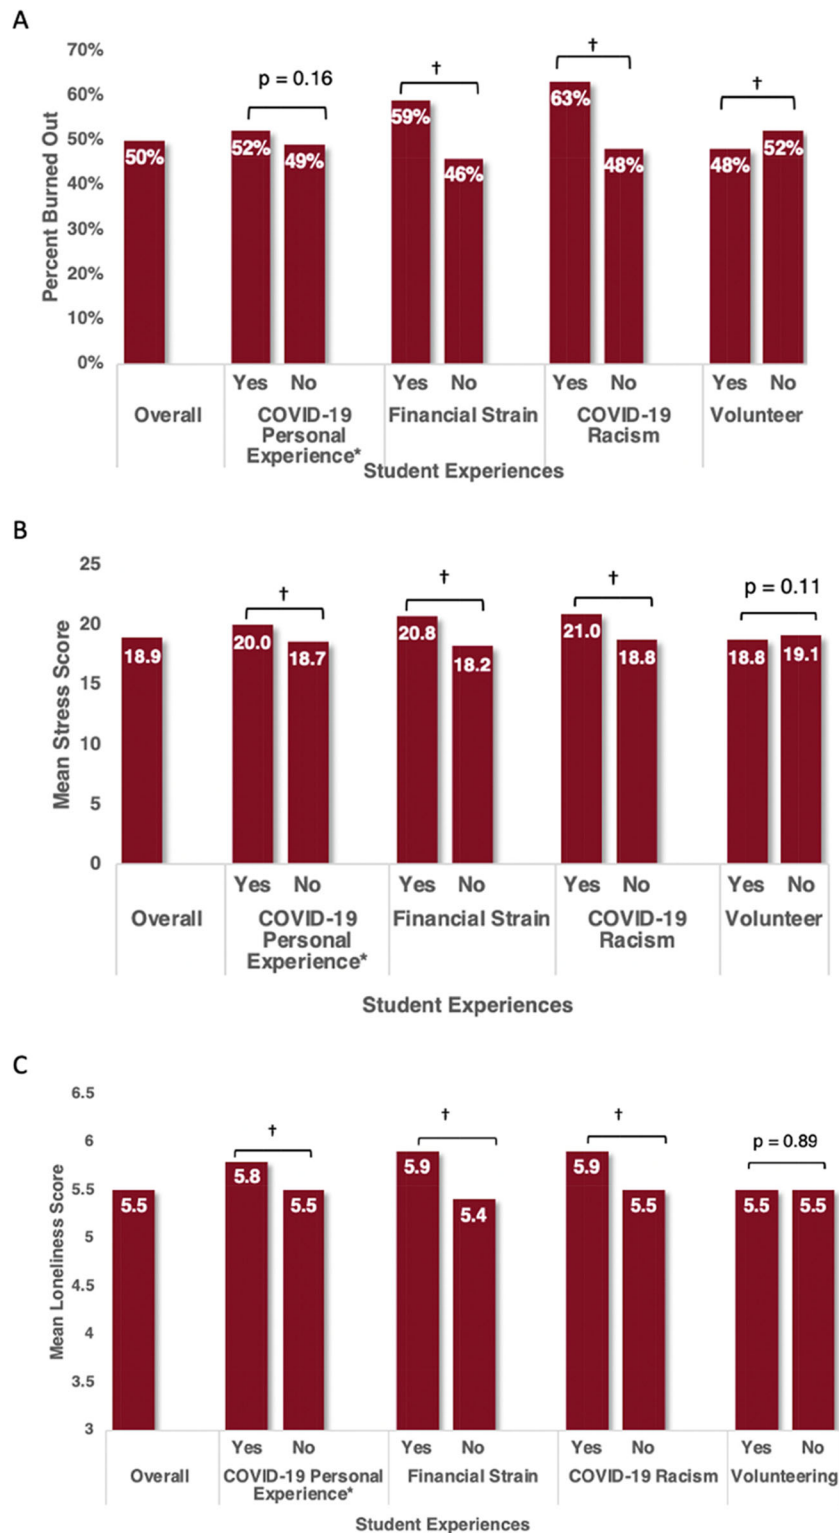 A
70%
60%
50%
40%
30%
20%
10%
0%
Percent Burned Out
p = 0.16
†
†
†
50%
52%
49%
59%
46%
63%
48%
48%
52%
Yes No Yes No Yes No Yes No
Overall
COVID-19
Personal
Experience*
Financial Strain
COVID-19
Racism
Volunteer
Student Experiences
B
25
20
15
10
5
0
Mean Stress Score
†
†
†
p = 0.11
18.9
20.0
18.7
20.8
18.2
21.0
18.8
18.8
19.1
Yes No Yes No Yes No Yes No
Overall
COVID-19
Personal
Experience*
Financial Strain
COVID-19
Racism
Volunteer
Student Experiences
C
6.5
6
5.5
5
4.5
4
3.5
3
Mean Loneliness Score
†
†
†
p = 0.89
5.5
5.8
5.5
5.9
5.4
5.9
5.5
5.5
5.5
Yes No Yes No Yes No Yes No
Overall
COVID-19 Personal
Experience*
Financial Strain
COVID-19 Racism
Volunteering
Student Experiences